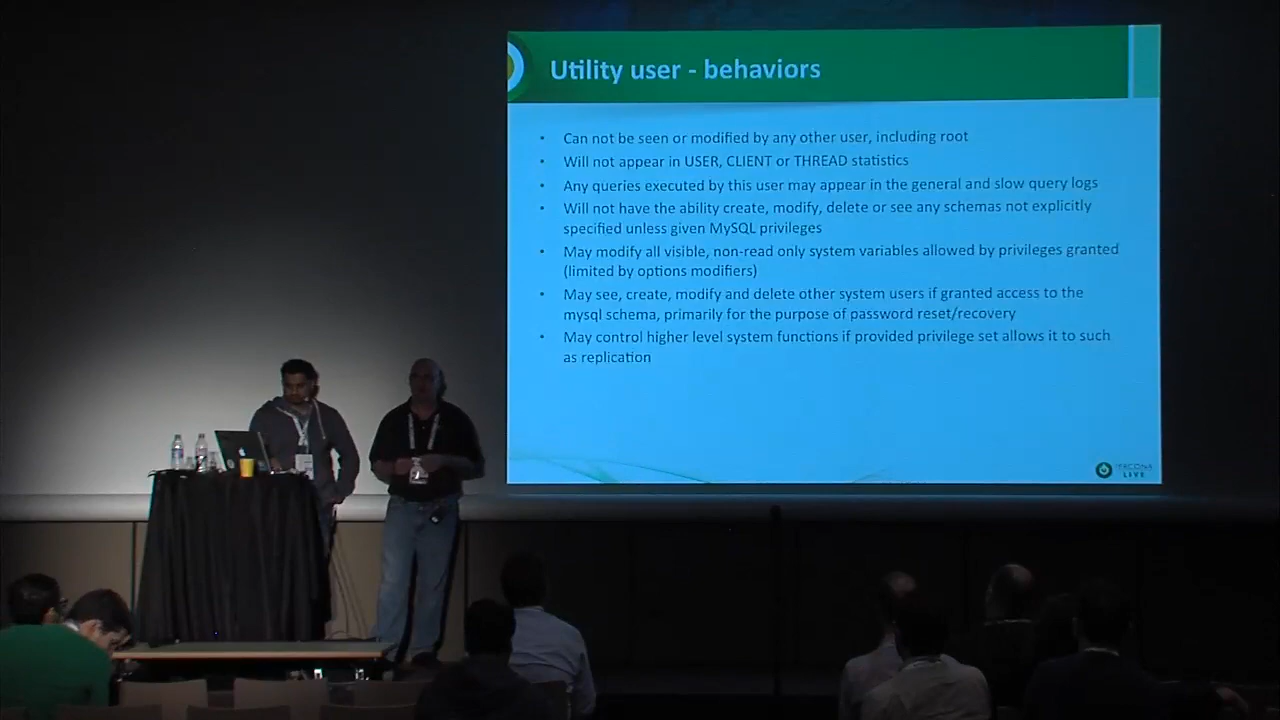 Utility user - behaviors
• Can not be seen or modified by any other user, including root
• Will not appear in USER, CLIENT or THREAD statistics
• Any queries executed by this user may appear in the general and slow query logs
• Will not have the ability create, modify, delete or see any schemas not explicitly
specified unless given MySQL privileges
• May modify all visible, non-read only system variables allowed by privileges granted
(limited by options modifiers)
• May see, create, modify and delete other system users if granted access to the
mysql schema, primarily for the purpose of password reset/recovery
• May control higher level system functions if provided privilege set allows it to such
as replication
PERCONA
LIVE